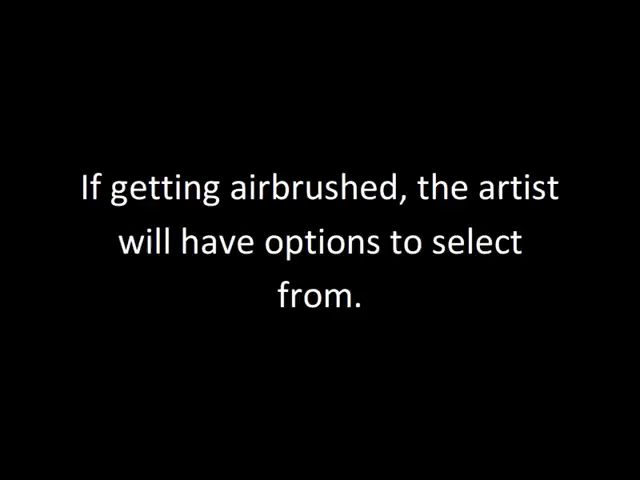 If getting airbrushed, the artist
will have options to select
from.